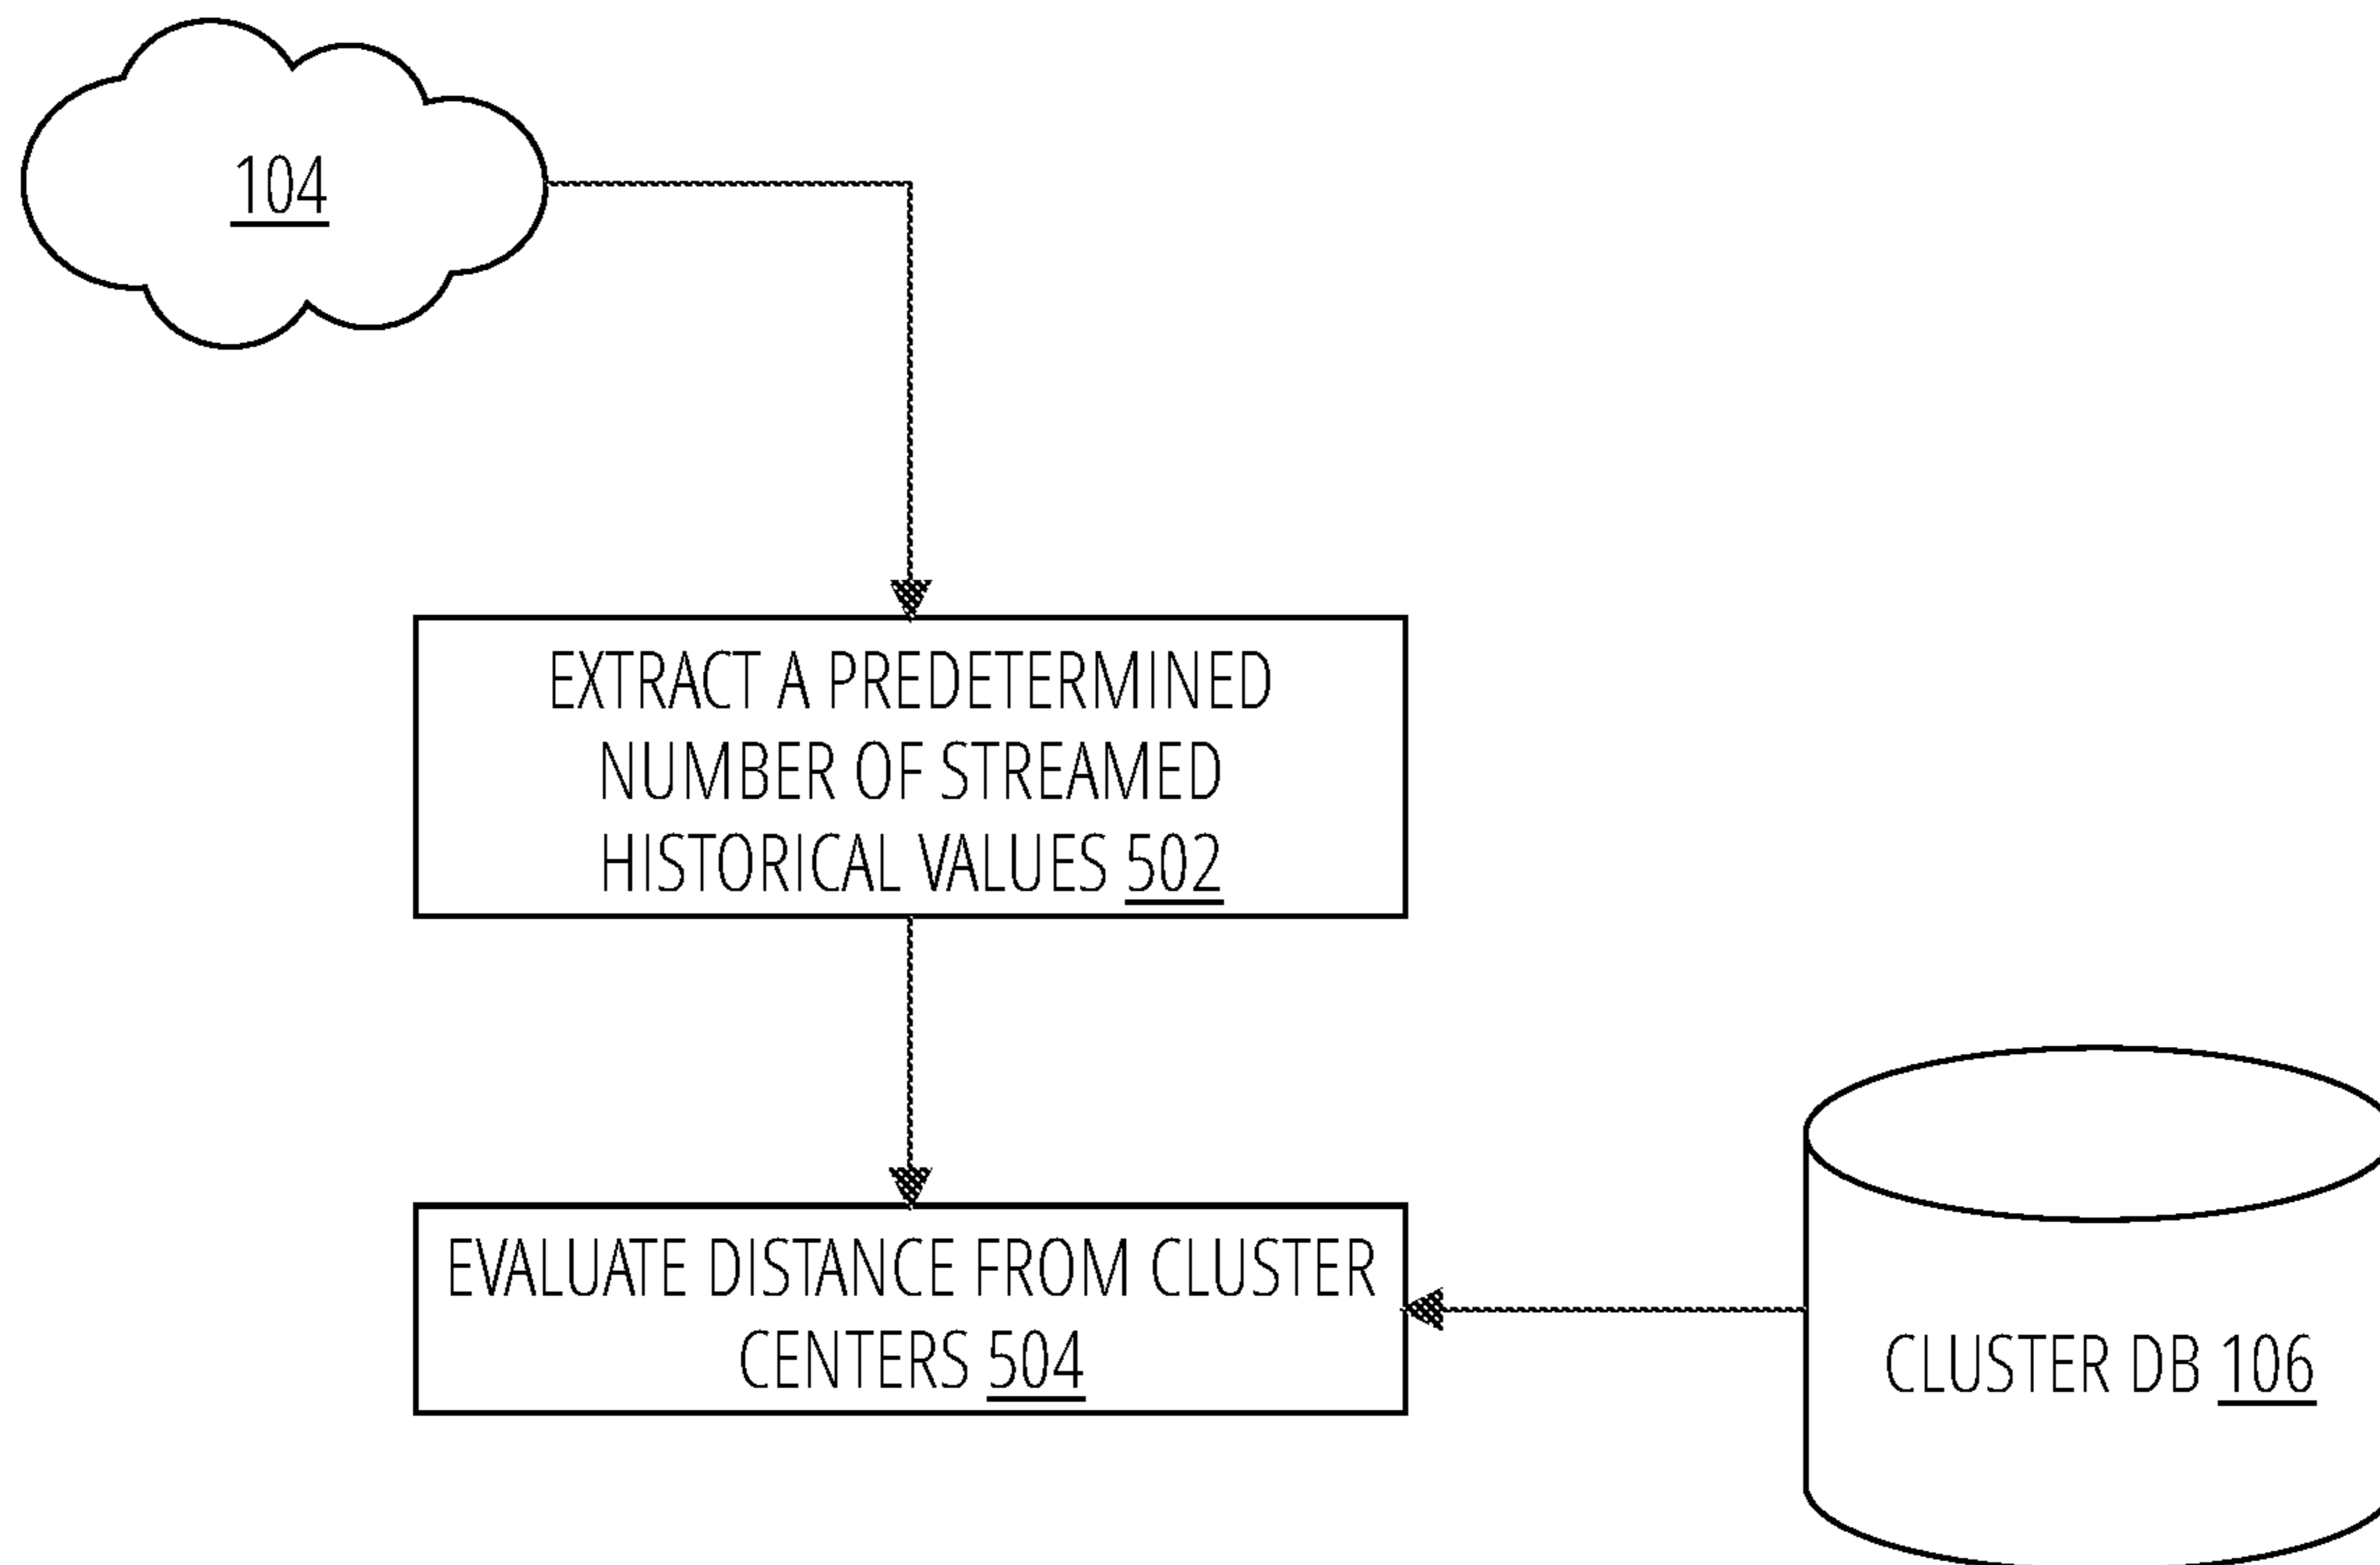 104
EXTRACT A PREDETERMINED
NUMBER OF STREAMED
HISTORICAL VALUES 502
EVALUATE DISTANCE FROM CLUSTER
CENTERS 504
CLUSTER DB 106